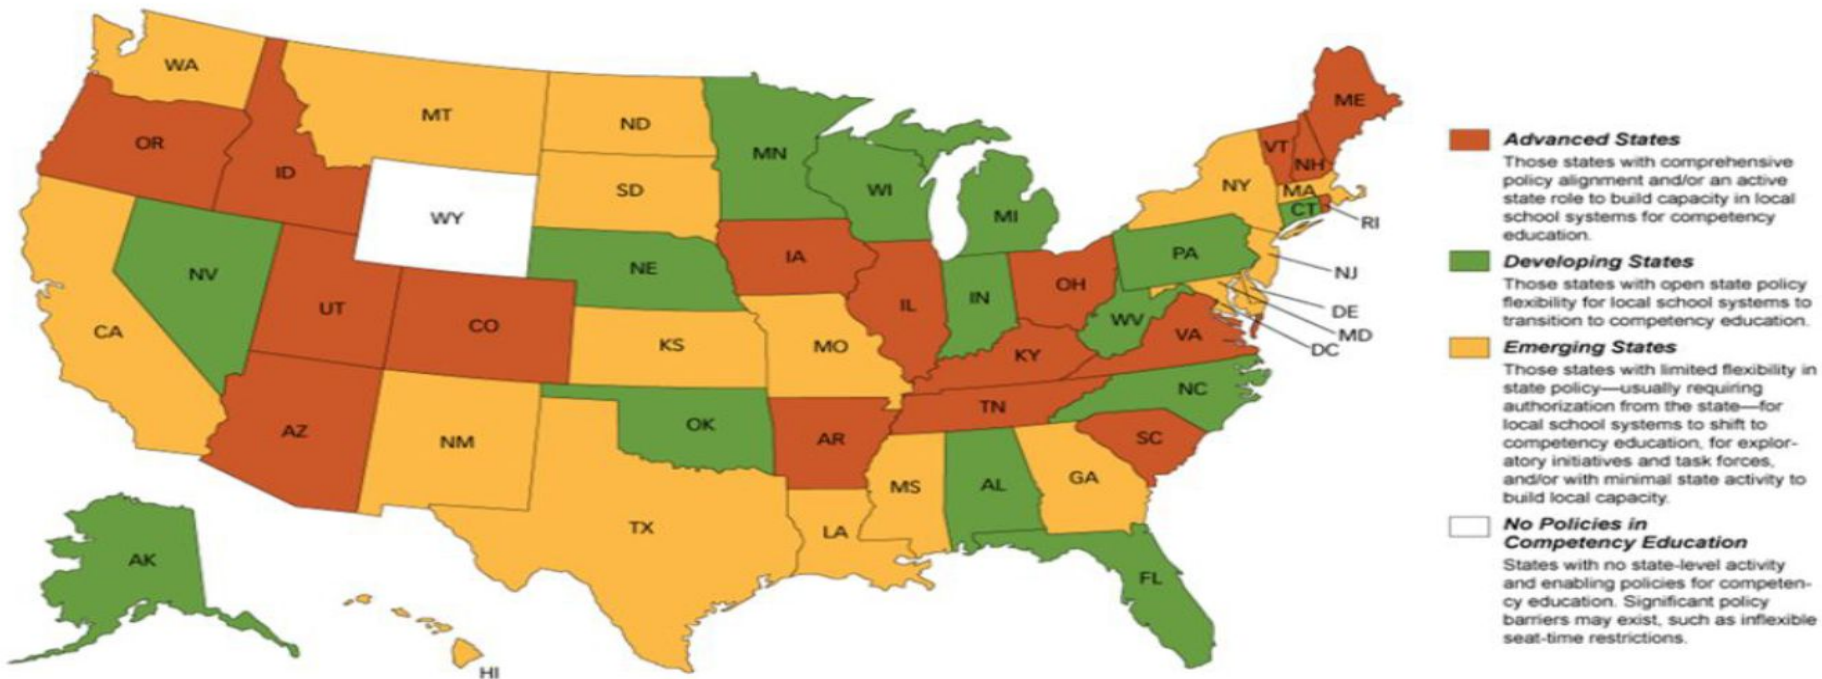 WA
MT
ND
MN
ME
OR
ID
SD
WI
MI
VT
NH
NY
MA
CT
RI
WY
IA
NE
PA
NJ
NV
UT
CO
IL
IN
OH
DE
MD
DC
WV
VA
CA
KS
MO
KY
NC
TN
AZ
NM
OK
AR
SC
MS
AL
GA
TX
LA
AK
FL
HI
Advanced States
Those states with comprehensive
policy alignment and/or an active
state role to build capacity in local
school systems for competency
education.
Developing States
Those states with open state policy
flexibility for local school systems to
transition to competency education.
Emerging States
Those states with limited flexibility in
state policy—usually requiring
authorization from the state—for
local school systems to shift to
competency education, for explor-
atory initiatives and task forces,
and/or with minimal state activity to
build local capacity.
No Policies in
Competency Education
States with no state-level activity
and enabling policies for competen-
cy education. Significant policy
barriers may exist, such as inflexible
seat-time restrictions.